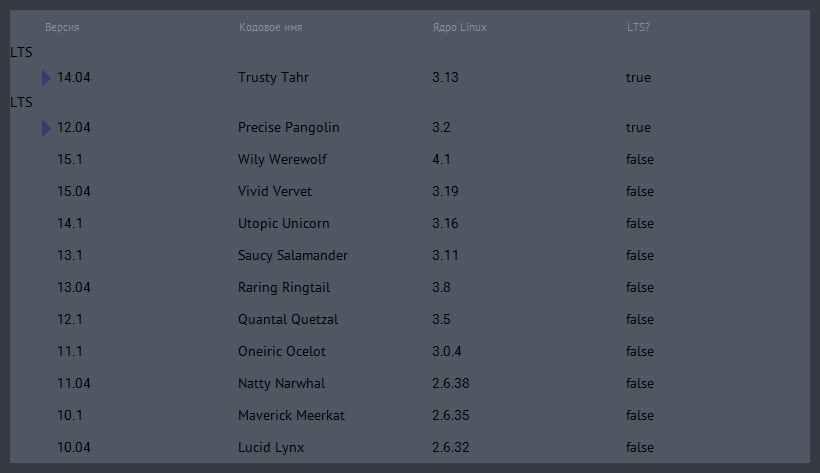 Версия Кодовое имя Ядро Linux LTS?
LTS
14.04 Trusty Tahr 3.13 true
LTS
12.04 Precise Pangolin 3.2 true
15.1 Wily Werewolf 4.1 false
15.04 Vivid Vervet 3.19 false
14.1 Utopic Unicorn 3.16 false
13.1 Saucy Salamander 3.11 false
13.04 Raring Ringtail 3.8 false
12.1 Quantal Quetzal 3.5 false
11.1 Oneiric Ocelot 3.0.4 false
11.04 Natty Narwhal 2.6.38 false
10.1 Maverick Meerkat 2.6.35 false
10.04 Lucid Lynx 2.6.32 false